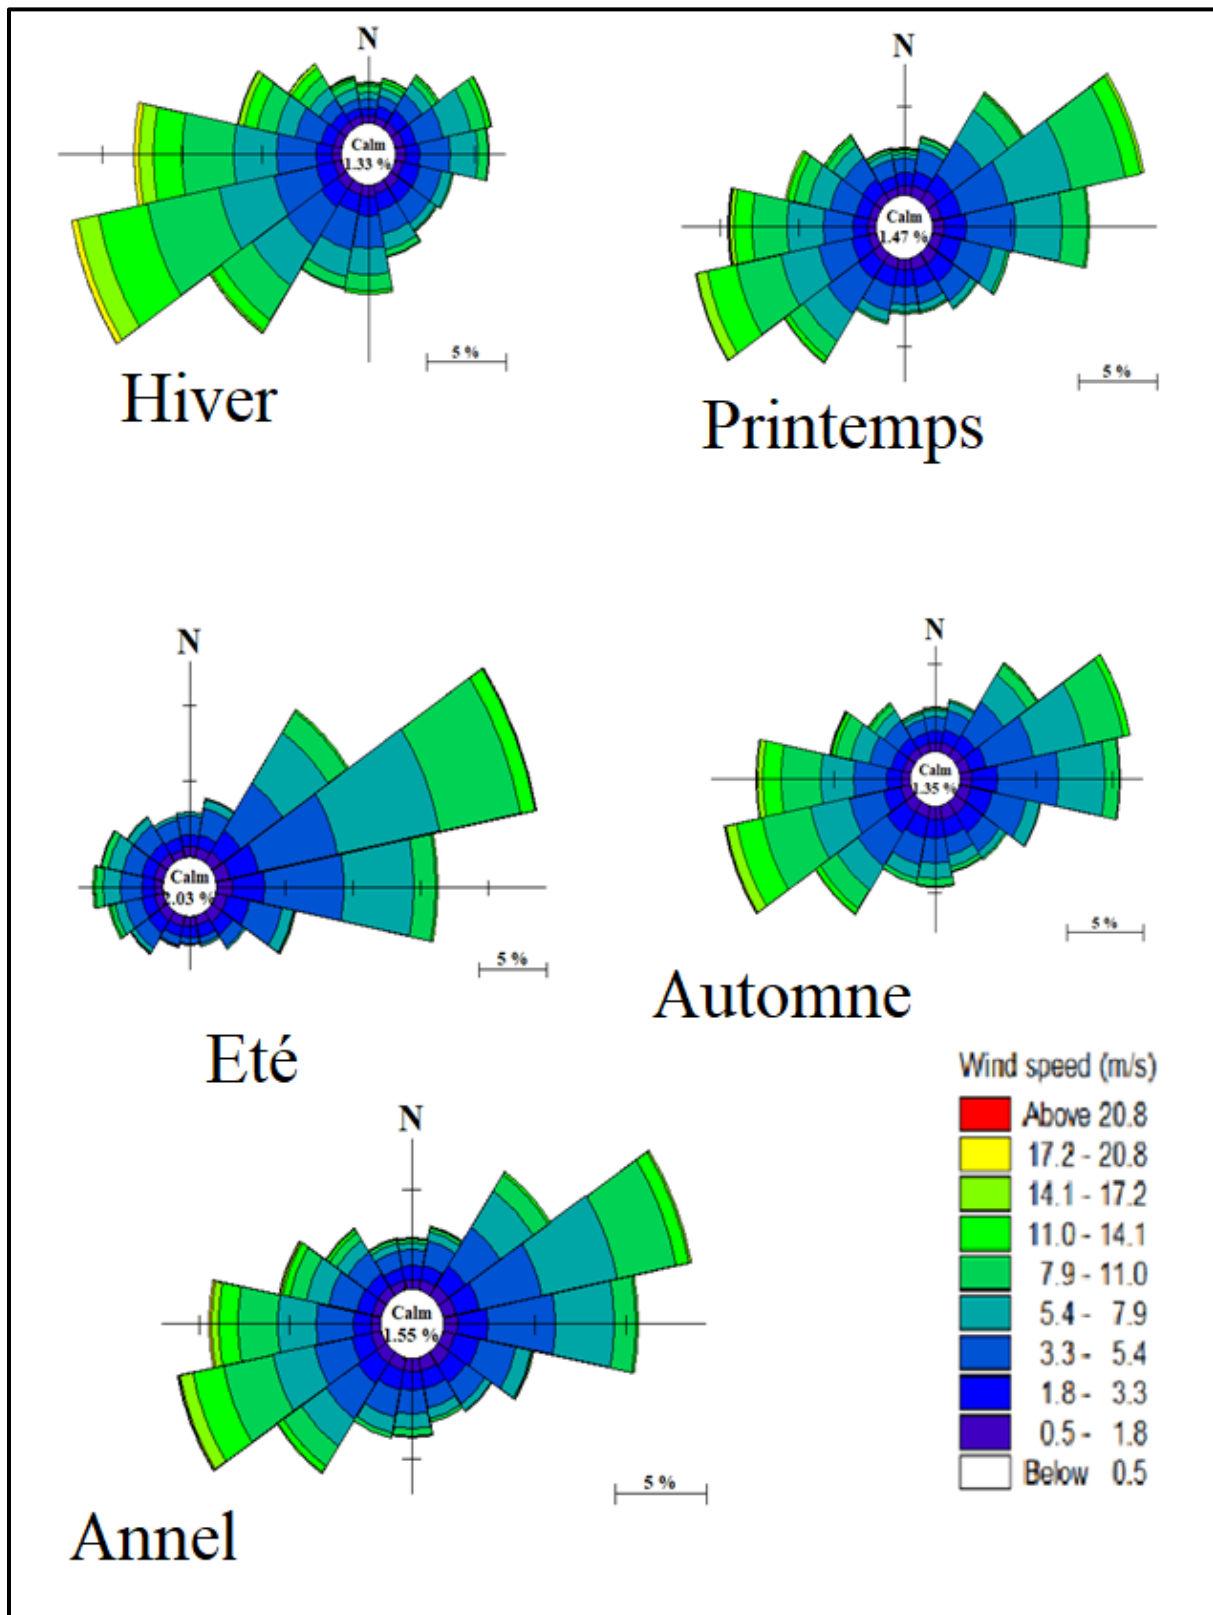 N
Calm
1.33 %
5 %
Hiver
N
Calm
1.47 %
5 %
Printemps
N
Calm
2.03 %
5 %
Eté
N
Calm
1.35 %
5 %
Automne
N
Calm
1.55 %
5 %
Annel
Wind speed (m/s)
Above 20.8
17.2 - 20.8
14.1 - 17.2
11.0 - 14.1
7.9 - 11.0
5.4 - 7.9
3.3 - 5.4
1.8 - 3.3
0.5 - 1.8
Below 0.5